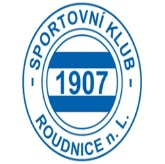 - SPORTOVNÍ KLUB -
1907
ROUDNICE n. L.